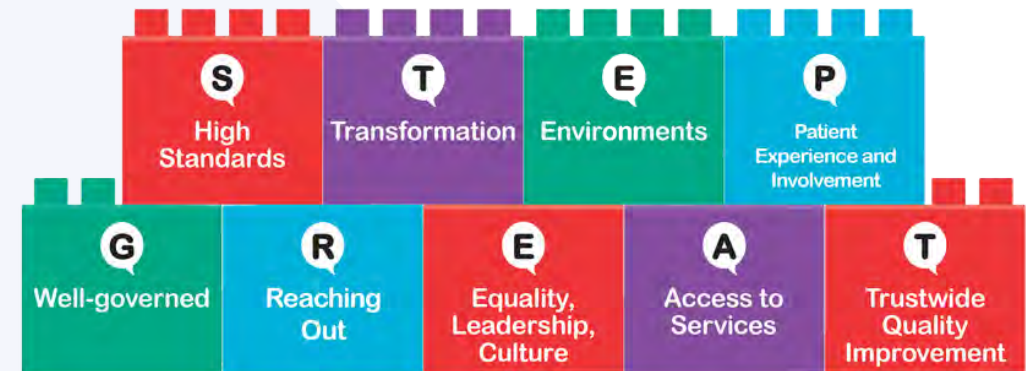 S
High
Standards
T
Transformation
E
Environments
P
Patient
Experience and
Involvement
G
Well-governed
R
Reaching
Out
E
Equality,
Leadership,
Culture
A
Access to
Services
T
Trustwide
Quality
Improvement